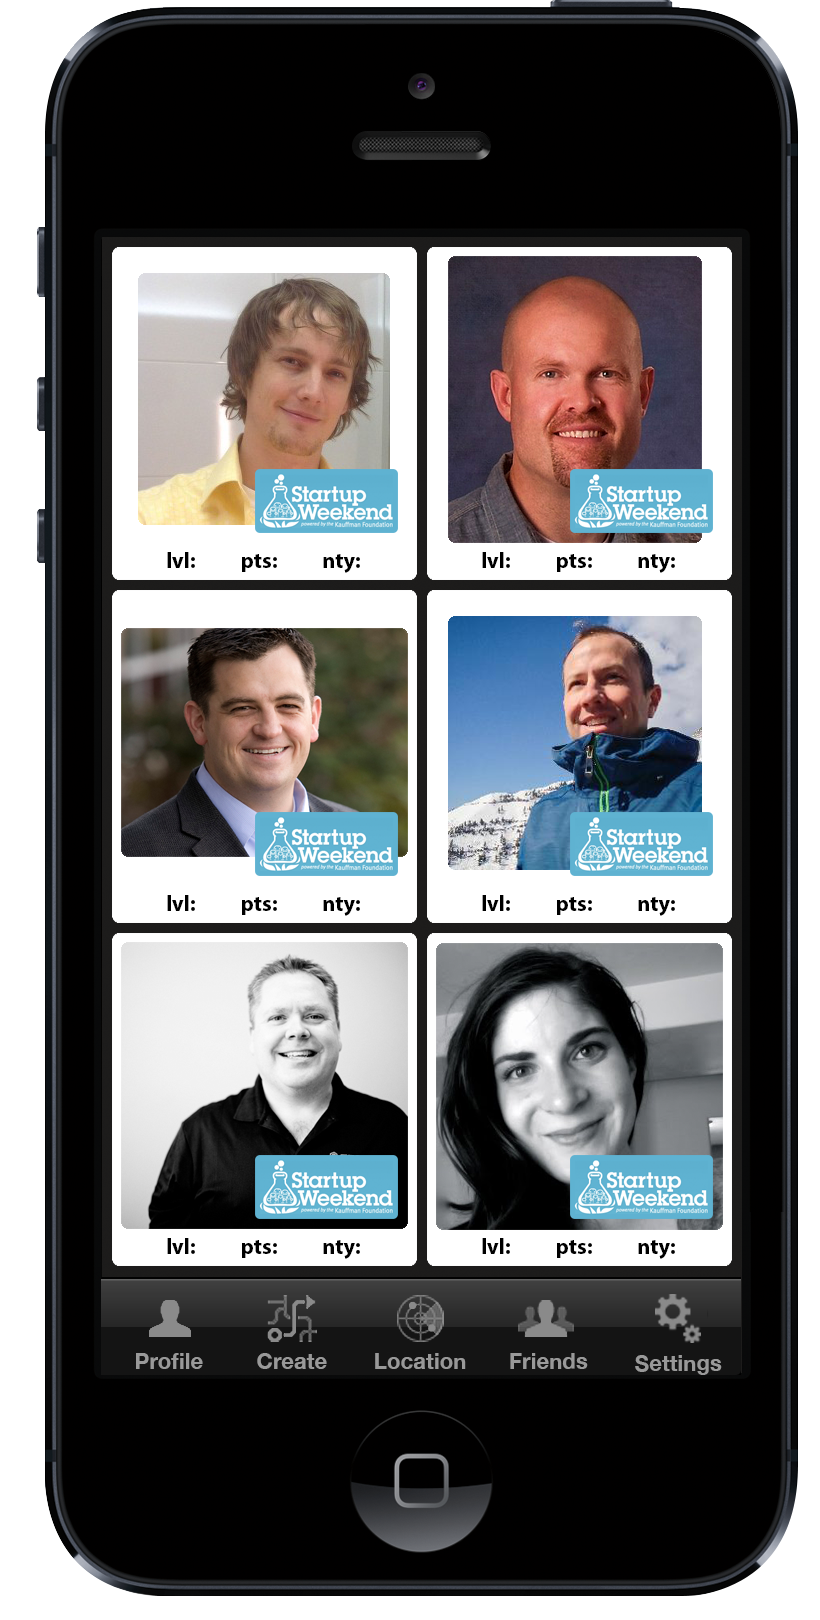 Startup
Weekend
powered by the Kauffman Foundation
lvl: pts: nty:
Startup
Weekend
powered by the Kauffman Foundation
lvl: pts: nty:
Startup
Weekend
powered by the Kauffman Foundation
lvl: pts: nty:
Startup
Weekend
powered by the Kauffman Foundation
lvl: pts: nty:
Startup
Weekend
powered by the Kauffman Foundation
lvl: pts: nty:
Startup
Weekend
powered by the Kauffman Foundation
lvl: pts: nty:
Profile Create Location Friends Settings